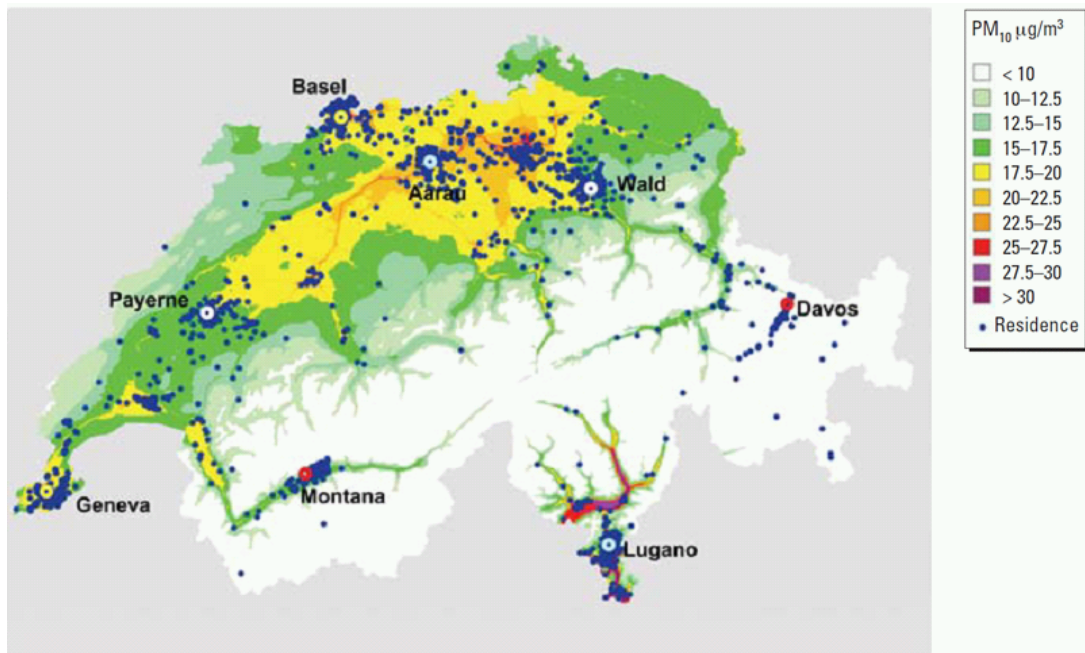 Basel
Aarau
Wald
Payerne
Davos
Geneva
Montana
Lugano
PM₁₀ μg/m³
< 10
10–12.5
12.5–15
15–17.5
17.5–20
20–22.5
22.5–25
25–27.5
27.5–30
> 30
Residence